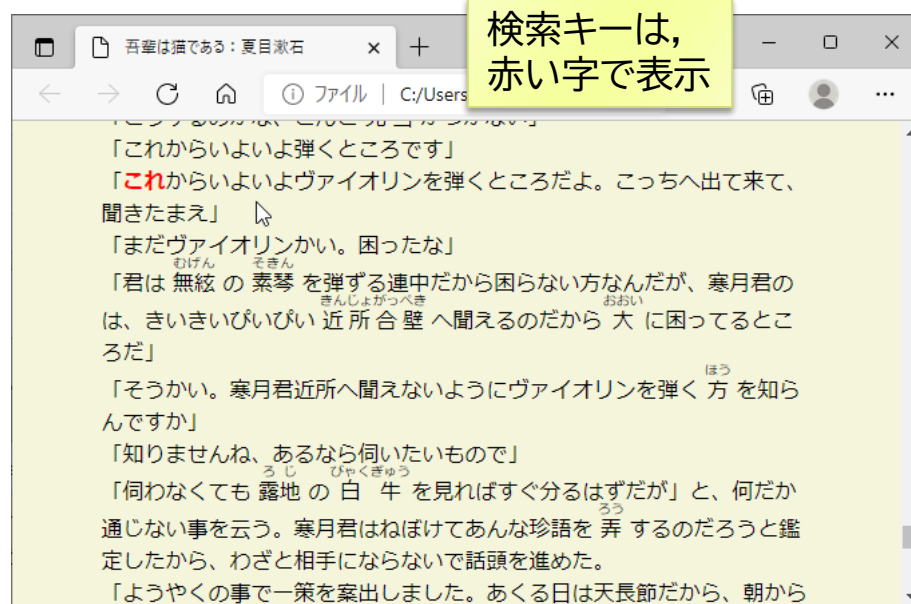 検索キーは，
赤い字で表示
吾輩は猫である：夏目漱石
ファイル | C:/Users
「これからいよいよ弾くところです」
「これからいよいよヴァイオリンを弾くところだよ。こっちへ出て来て、
聞きたまえ」
「まだヴァイオリンかい。困ったな」
むげん そきん
「君は 無絃 の 素琴 を弾ずる連中だから困らない方なんだが、寒月君の
きんじょがっぺき おおい
は、きいきいぴいぴい 近所合壁 へ聞えるのだから 大 に困ってるとこ
ろだ」
ほう
「そうかい。寒月君近所へ聞えないようにヴァイオリンを弾く 方 を知ら
んですか」
「知りませんね、あるなら伺いたいもので」
ろじ びゃくぎゅう
「伺わなくても 露地 の 白牛 を見ればすぐ分るはずだが」と、何だか
ろう
通じない事を云う。寒月君はねぼけてあんな珍語を 弄 するのだろうと鑑
定したから、わざと相手にならないで話頭を進めた。
「ようやくの事で一策を案出しました。あくる日は天長節だから、朝から